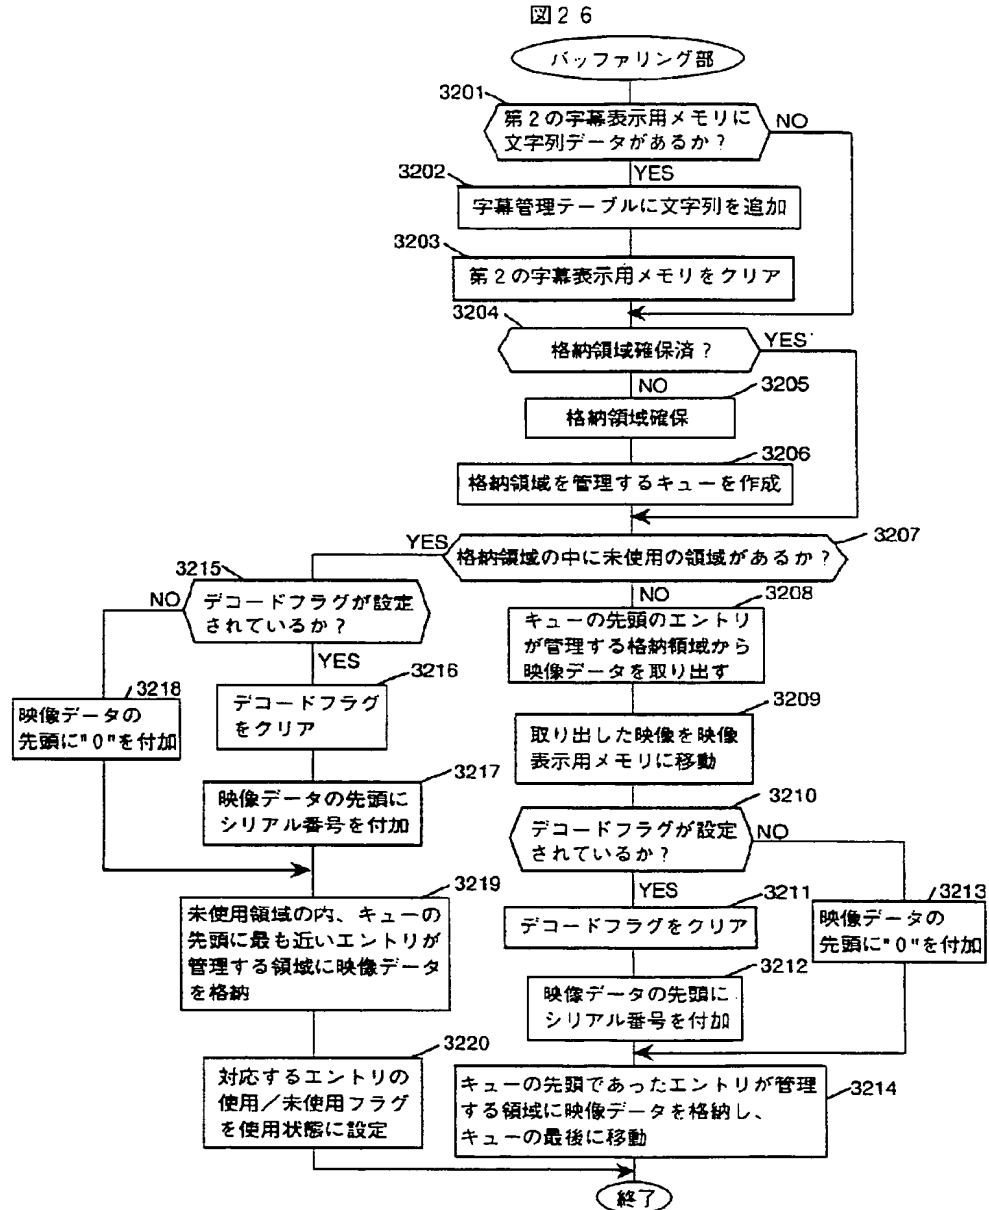 図26
バッファリング部
3201
第2の字幕表示用メモリに
文字列データがあるか?
NO
YES
3202
字幕管理テーブルに文字列を追加
3203
第2の字幕表示用メモリをクリア
3204
格納領域確保済?
YES
NO
3205
格納領域確保
3206
格納領域を管理するキューを作成
3207
格納領域の中に未使用の領域があるか?
YES
NO
3215
デコードフラグが設定
されているか?
NO
YES
3218
映像データの
先頭に"0"を付加
3216
デコードフラグ
をクリア
3217
映像データの先頭に
シリアル番号を付加
3219
未使用領域の内、キューの
先頭に最も近いエントリが
管理する領域に映像データ
を格納
3220
対応するエントリの
使用/未使用フラグ
を使用状態に設定
3208
キューの先頭のエントリ
が管理する格納領域から
映像データを取り出す
3209
取り出した映像を映像
表示用メモリに移動
3210
デコードフラグが設定
されているか?
NO
YES
3211
デコードフラグをクリア
3212
映像データの先頭に
シリアル番号を付加
3213
映像データの
先頭に"0"を付加
3214
キューの先頭であったエントリが管理
する領域に映像データを格納し、
キューの最後に移動
終了